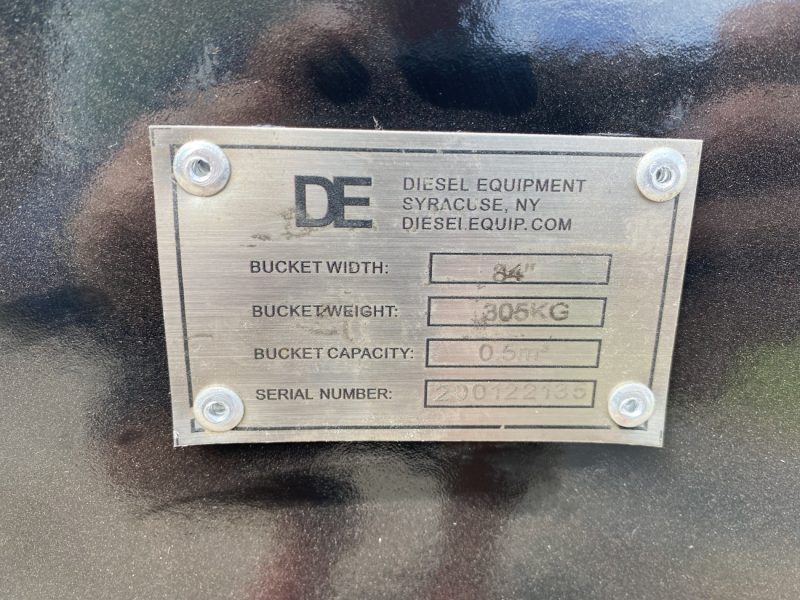 DE
DIESEL EQUIPMENT
SYRACUSE, NY
DIESELEQUIP.COM
BUCKET WIDTH: 84"
BUCKET WEIGHT: 305KG
BUCKET CAPACITY: 0.5m³
SERIAL NUMBER: 200122135